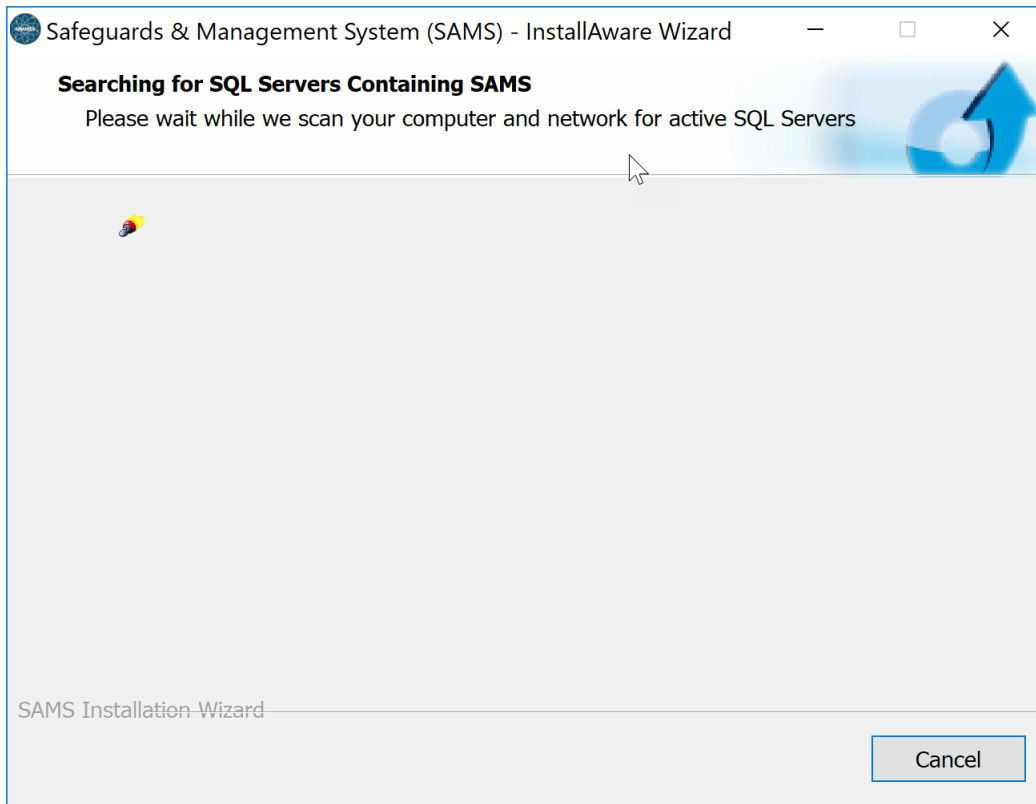 Safeguards & Management System (SAMS) - InstallAware Wizard
Searching for SQL Servers Containing SAMS
Please wait while we scan your computer and network for active SQL Servers
SAMS Installation Wizard
Cancel